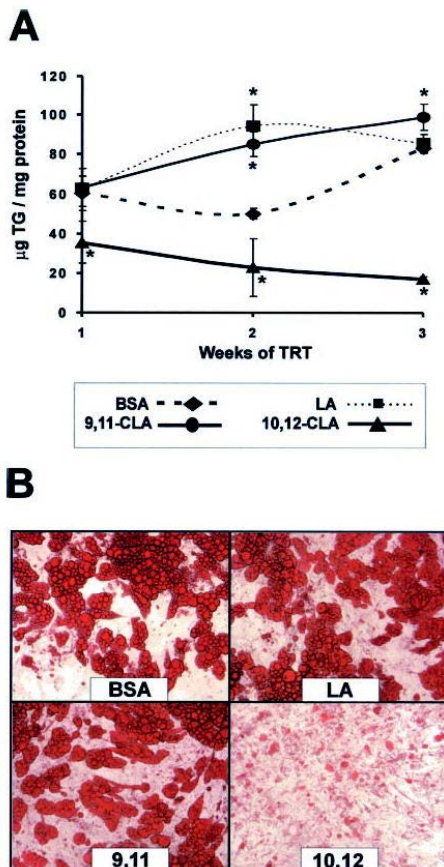 A
µg TG / mg protein
120
100
80
60
40
20
0
*
*
*
*
*
*
*
1 2 3
Weeks of TRT
BSA LA
9,11-CLA 10,12-CLA
B
BSA LA
9,11 10,12